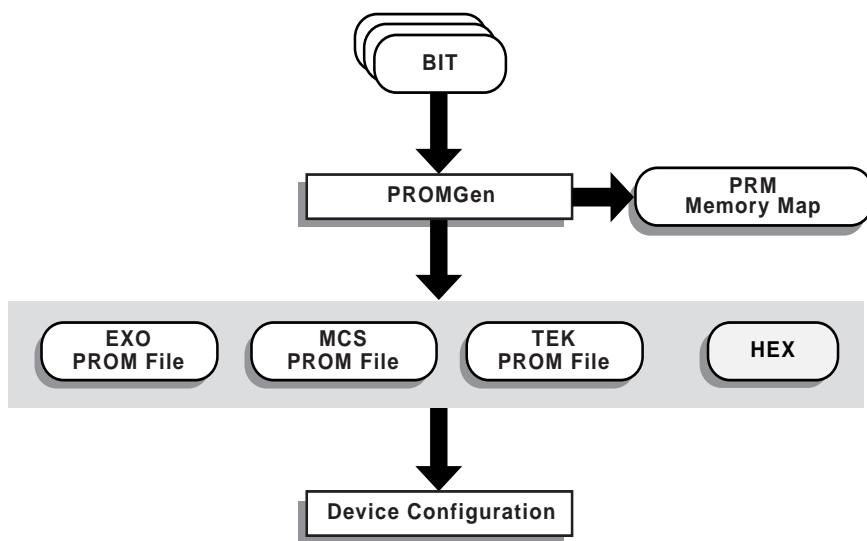 BIT
PROMGen
PRM
Memory Map
EXO
PROM File
MCS
PROM File
TEK
PROM File
HEX
Device Configuration